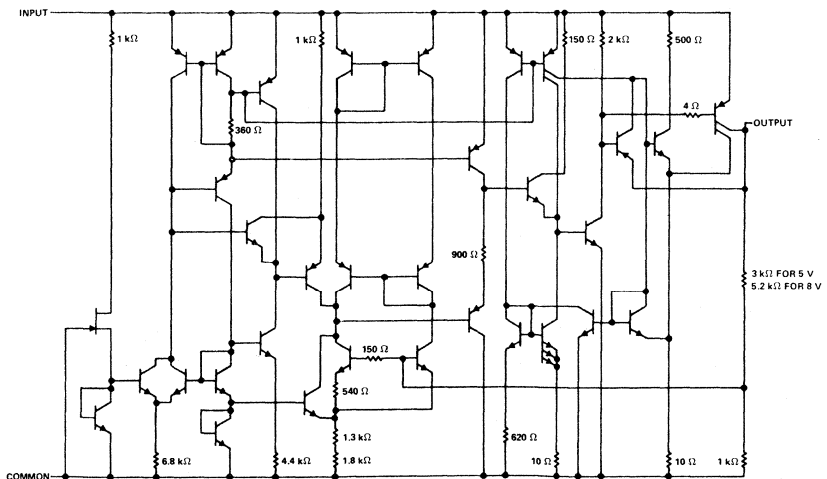 INPUT
1 kΩ
1 kΩ
150 Ω
2 kΩ
500 Ω
4 Ω
OUTPUT
360 Ω
900 Ω
3 kΩ FOR 5 V
5.2 kΩ FOR 8 V
150 Ω
540 Ω
1.3 kΩ
620 Ω
6.8 kΩ
4.4 kΩ
1.8 kΩ
10 Ω
10 Ω
1 kΩ
COMMON